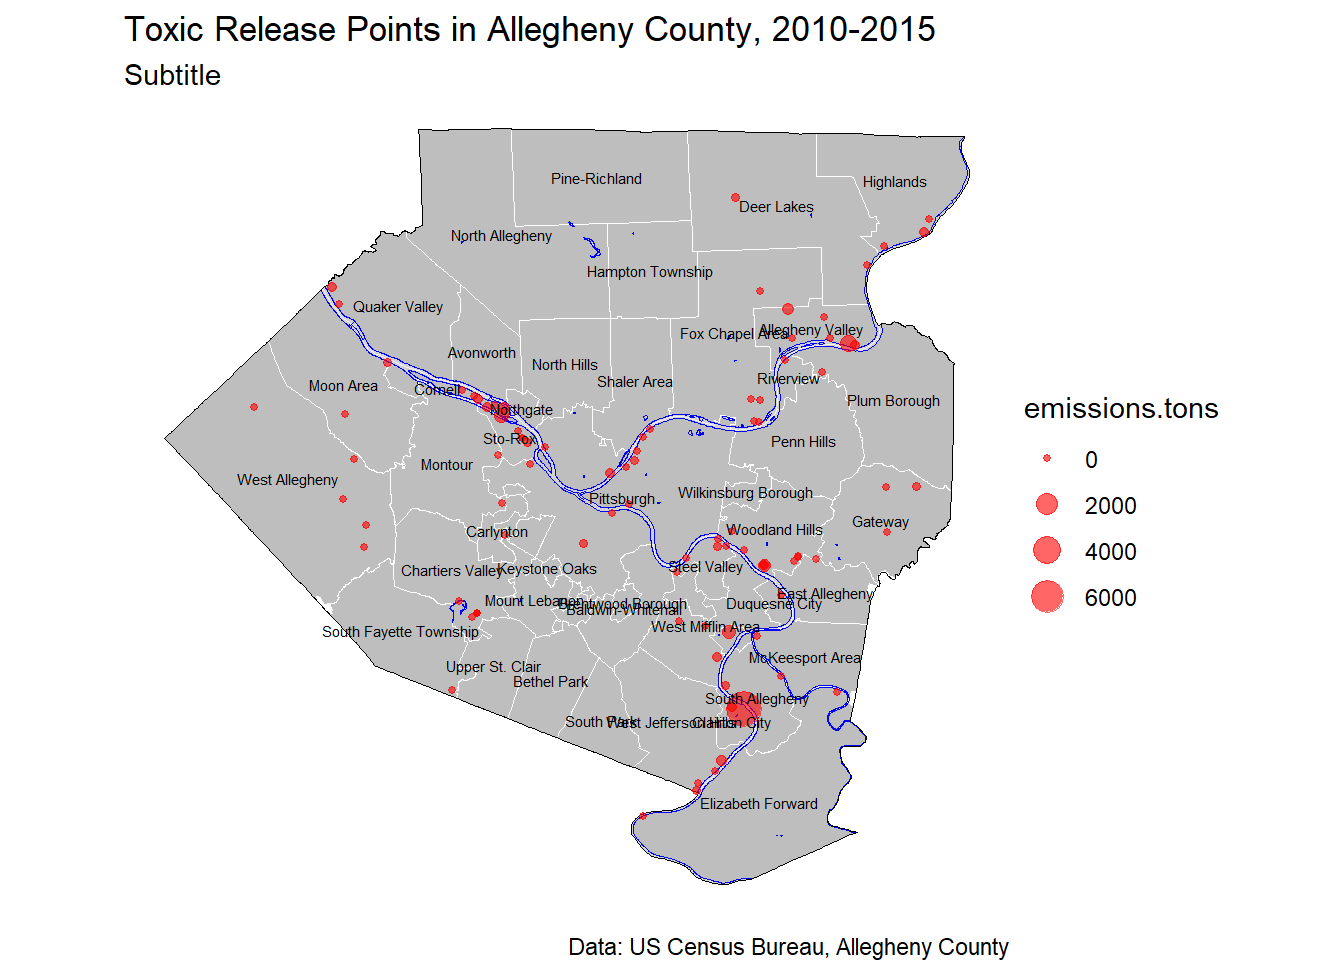 Toxic Release Points in Allegheny County, 2010-2015
Subtitle
Pine-Richland
Highlands
Deer Lakes
North Allegheny
Hampton Township
Quaker Valley
Fox Chapel Area
Allegheny Valley
Avonworth
North Hills
Shaler Area
Riverview
Moon Area
Cornell
Plum Borough
Northgate
emissions.tons
Sto-Rox
Penn Hills
0
Montour
West Allegheny
Wilkinsburg Borough
Pittsburgh
2000
Gateway
Carlynton
Woodland Hills
4000
Chartiers Valley
Keystone Oaks
Steel Valley
East Allegheny
6000
Mount Lebanon
Brentwood Borough
Duquesne City
Baldwin-Whitehall
South Fayette Township
West Mifflin Area
McKeesport Area
Upper St. Clair
Bethel Park
South Allegheny
South Park
West Jefferson Hills
Clairton City
Elizabeth Forward
Data: US Census Bureau, Allegheny County